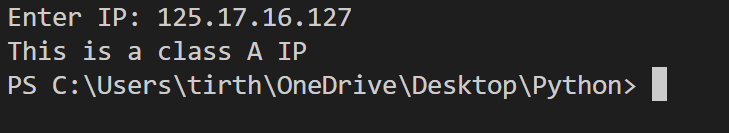 Enter IP: 125.17.16.127
This is a class A IP
PS C:\Users\tirth\OneDrive\Desktop\Python>